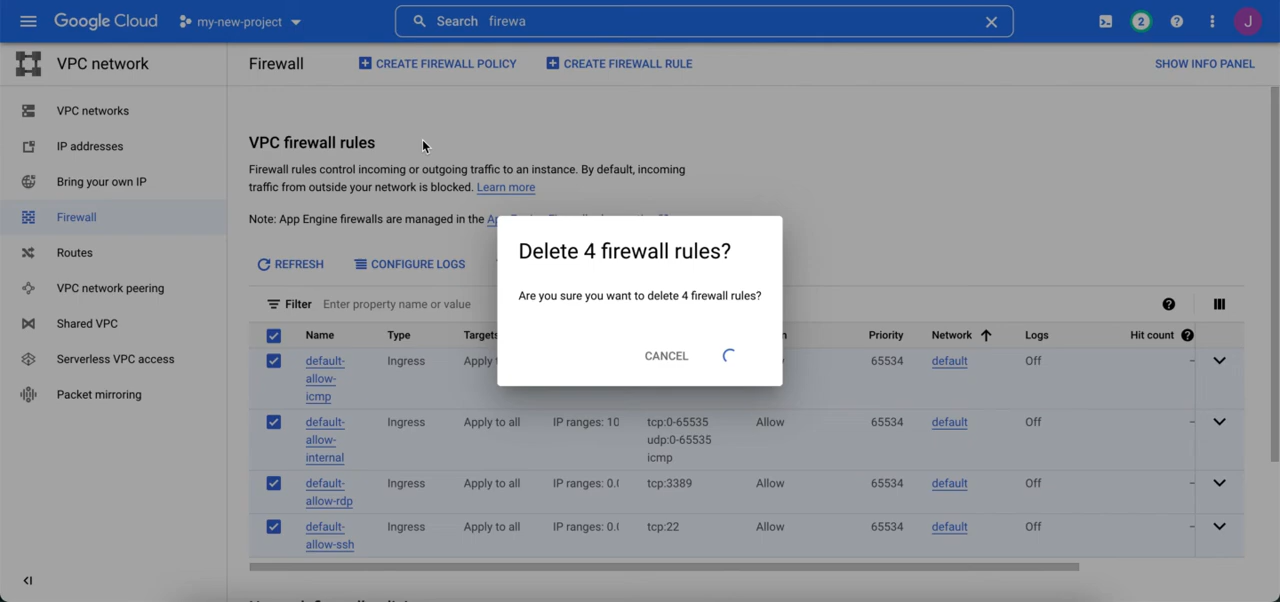 Google Cloud
my-new-project
Search firewa
2
J
VPC network
Firewall
CREATE FIREWALL POLICY
CREATE FIREWALL RULE
SHOW INFO PANEL
VPC networks
IP addresses
Bring your own IP
Firewall
Routes
VPC network peering
Shared VPC
Serverless VPC access
Packet mirroring
VPC firewall rules
Firewall rules control incoming or outgoing traffic to an instance. By default, incoming
traffic from outside your network is blocked. Learn more
Note: App Engine firewalls are managed in the
REFRESH
CONFIGURE LOGS
Delete 4 firewall rules?
Are you sure you want to delete 4 firewall rules?
CANCEL
Filter Enter property name or value
Name Type Targets Priority Network Logs Hit count
default-
allow-
icmp
Ingress 65534 default Off
default-
allow-
internal
Ingress Apply to all IP ranges: 10 tcp:0-65535
udp:0-65535
icmp
Allow 65534 default Off –
default-
allow-rdp
Ingress Apply to all IP ranges: 0.0 tcp:3389 Allow 65534 default Off –
default-
allow-ssh
Ingress Apply to all IP ranges: 0.0 tcp:22 Allow 65534 default Off –